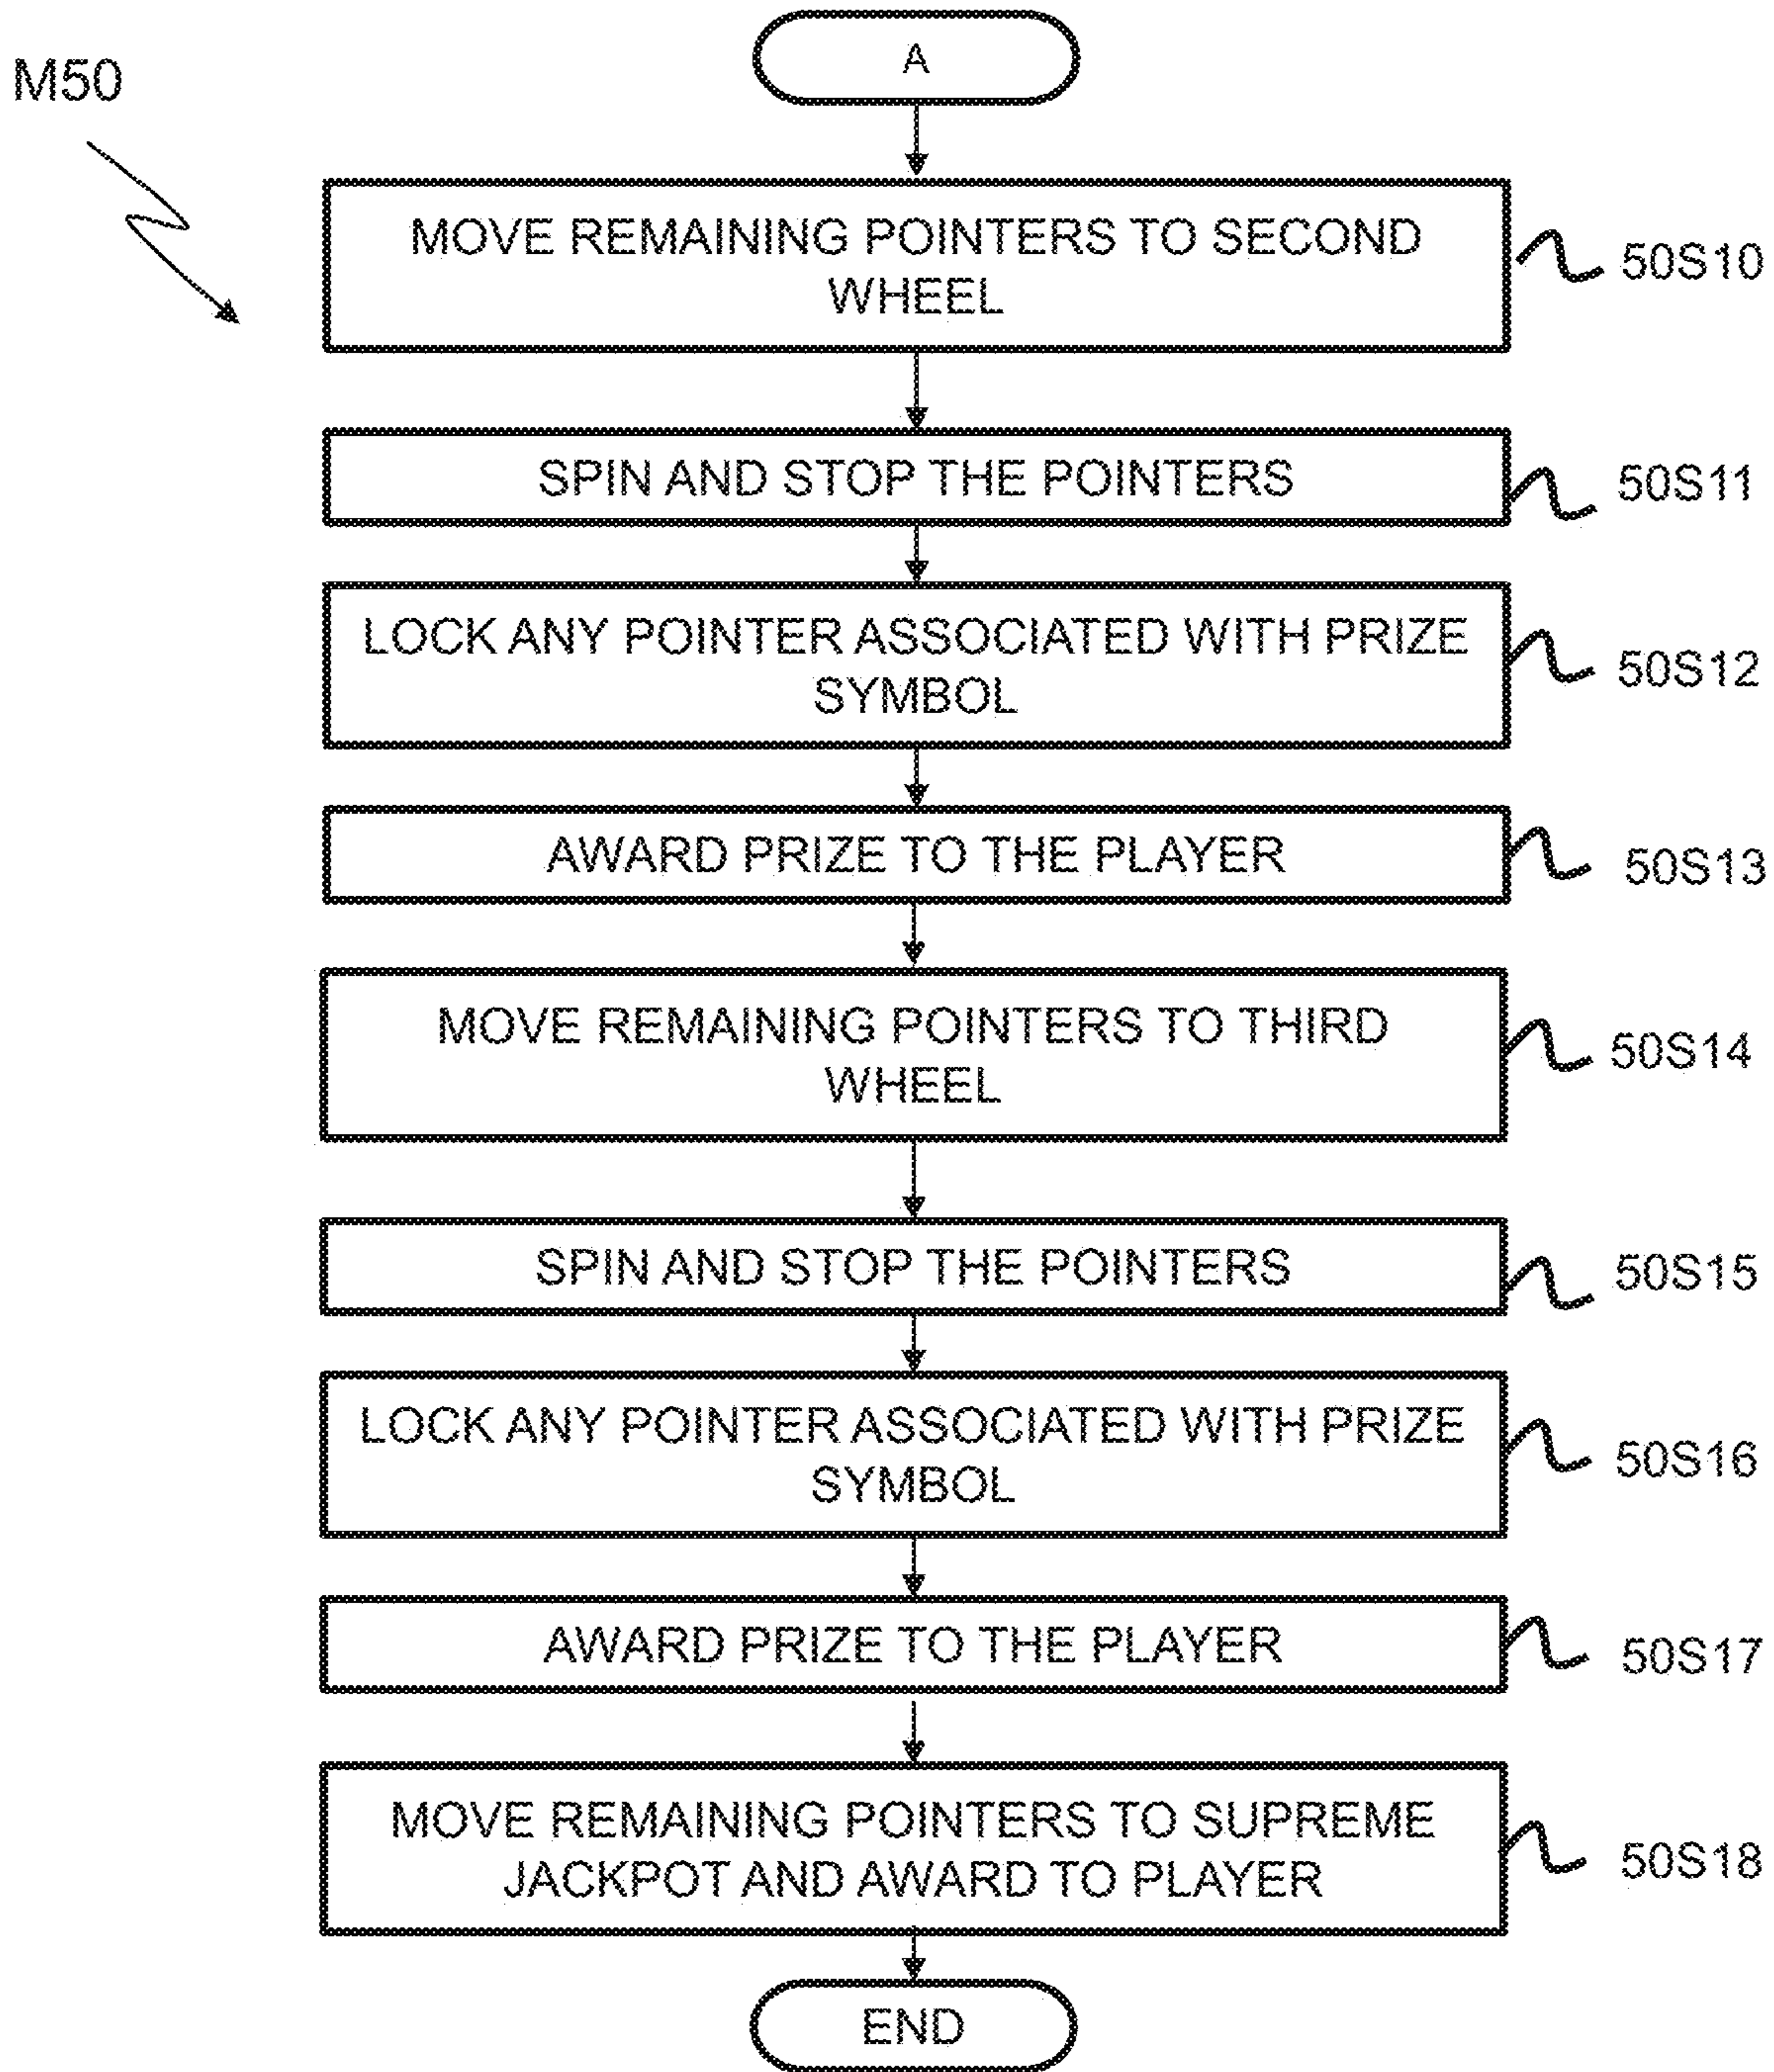 A
M50
MOVE REMAINING POINTERS TO SECOND
WHEEL
50S10
SPIN AND STOP THE POINTERS
50S11
LOCK ANY POINTER ASSOCIATED WITH PRIZE
SYMBOL
50S12
AWARD PRIZE TO THE PLAYER
50S13
MOVE REMAINING POINTERS TO THIRD
WHEEL
50S14
SPIN AND STOP THE POINTERS
50S15
LOCK ANY POINTER ASSOCIATED WITH PRIZE
SYMBOL
50S16
AWARD PRIZE TO THE PLAYER
50S17
MOVE REMAINING POINTERS TO SUPREME
JACKPOT AND AWARD TO PLAYER
50S18
END